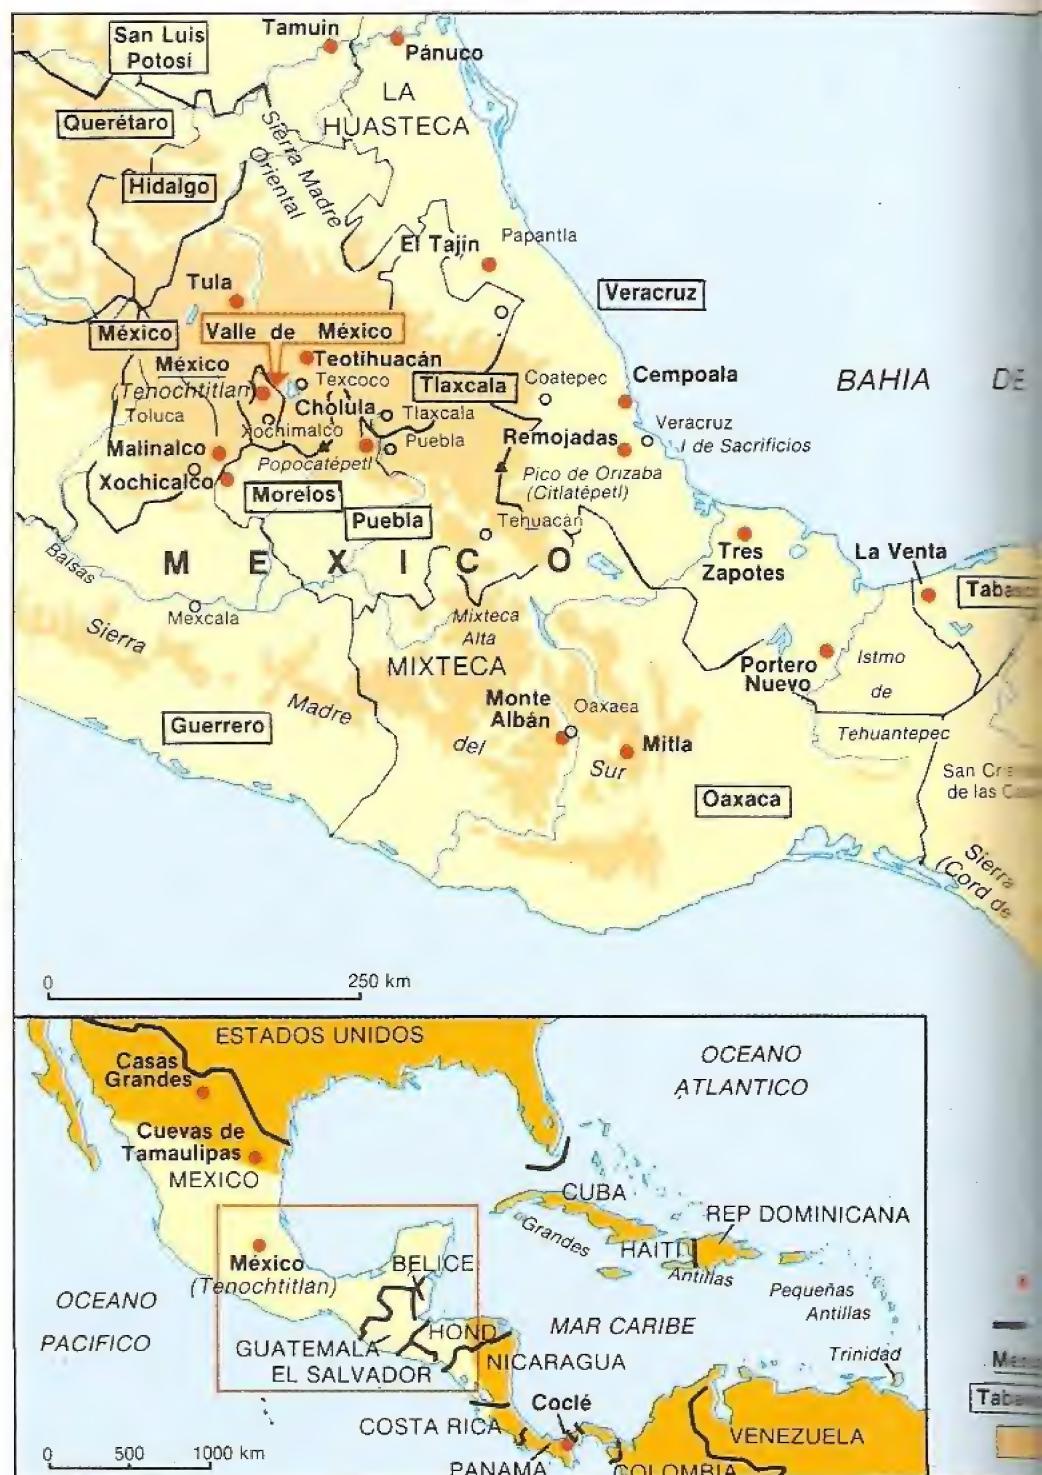 Tamuin
San Luis
Potosí
Pánuco
LA
HUASTECA
Querétaro
Sierra Madre
Oriental
Hidalgo
El Tajín
Papantla
Tula
Veracruz
México
Valle de México
México
(Tenochtitlan)
Teotihuacán
Texcoco
Tlaxcala
Coatepec
Cempoala
BAHIA DE
Toluca
Cholula
Tlaxcala
Xochimalco
Puebla
Remojadas
Veracruz
I de Sacrificios
Malinalco
Popocatépetl
Pico de Orizaba
(Citlatépetl)
Xochicalco
Morelos
Puebla
Tehuacán
Balsas
MEXICO
Tres
Zapotes
La Venta
Mexcala
Mixteca
Alta
Sierra
MIXTECA
Portero
Nuevo
Istmo
de
Tehuantepec
Guerrero
Madre
del
Monte
Albán
Oaxaea
Sur
Mitla
Oaxaca
San
de las
Sierra
(Cord de
0 250 km
ESTADOS UNIDOS
Casas
Grandes
OCEANO
ATLANTICO
Cuevas de
Tamaulipas
MEXICO
CUBA
Grandes
REP DOMINICANA
HAITI
Antillas
México
(Tenochtitlan)
BELICE
Pequeñas
Antillas
OCEANO
PACIFICO
HOND
MAR CARIBE
GUATEMALA
EL SALVADOR
NICARAGUA
Trinidad
Coclé
COSTA RICA
VENEZUELA
0 500 1000 km
PANAMA
COLOMBIA